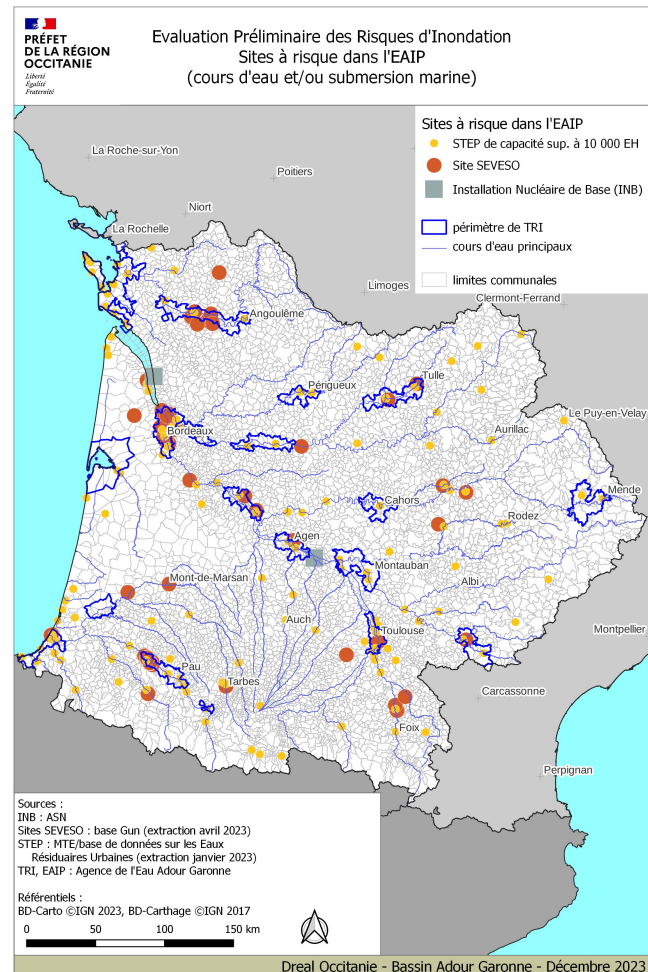 PRÉFET
DE LA RÉGION
OCCITANIE
Liberté
Égalité
Fraternité
Evaluation Préliminaire des Risques d'Inondation
Sites à risque dans l'EAIP
(cours d'eau et/ou submersion marine)
Sites à risque dans l'EAIP
STEP de capacité sup. à 10 000 EH
Site SEVESO
Installation Nucléaire de Base (INB)
périmètre de TRI
cours d'eau principaux
limites communales
La Roche-sur-Yon
Poitiers
Niort
La Rochelle
Limoges
Clermont-Ferrand
Angoulême
Périgueux
Tulle
Le Puy-en-Velay
Bordeaux
Aurillac
Mende
Cahors
Rodez
Agen
Montauban
Mont-de-Marsan
Albi
Auch
Toulouse
Montpellier
Pau
Tarbes
Carcassonne
Foix
Perpignan
Sources :
INB : ASN
Sites SEVESO : base Gun (extraction avril 2023)
STEP : MTE/base de données sur les Eaux
Résiduaires Urbaines (extraction janvier 2023)
TRI, EAIP : Agence de l'Eau Adour Garonne
Référentiels :
BD-Carto ©IGN 2023, BD-Carthage ©IGN 2017
0 50 100 150 km
Dreal Occitanie - Bassin Adour Garonne - Décembre 2023